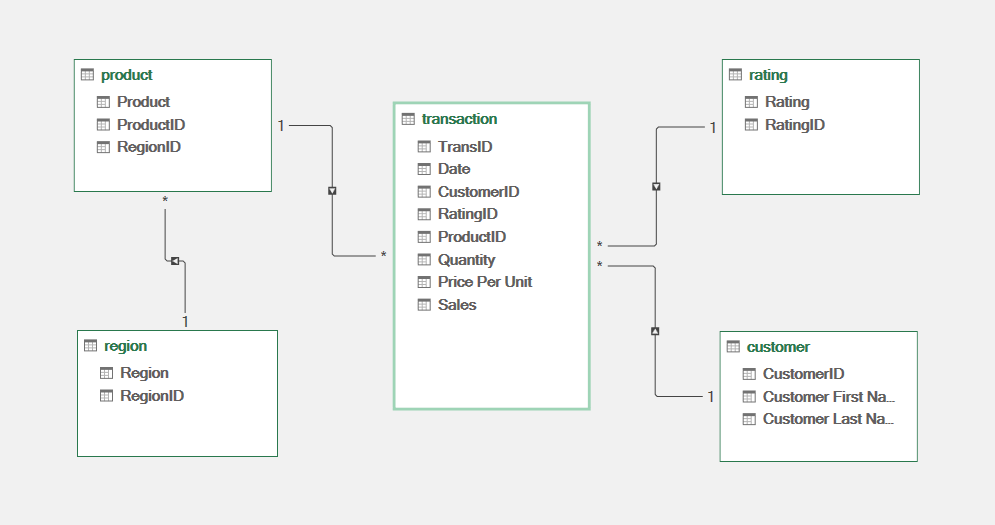 product
Product
ProductID
RegionID
1
*
transaction
TransID
Date
CustomerID
RatingID
ProductID
Quantity
Price Per Unit
Sales
*
rating
Rating
RatingID
1
*
*
1
region
Region
RegionID
customer
CustomerID
Customer First Na...
Customer Last Na...
1